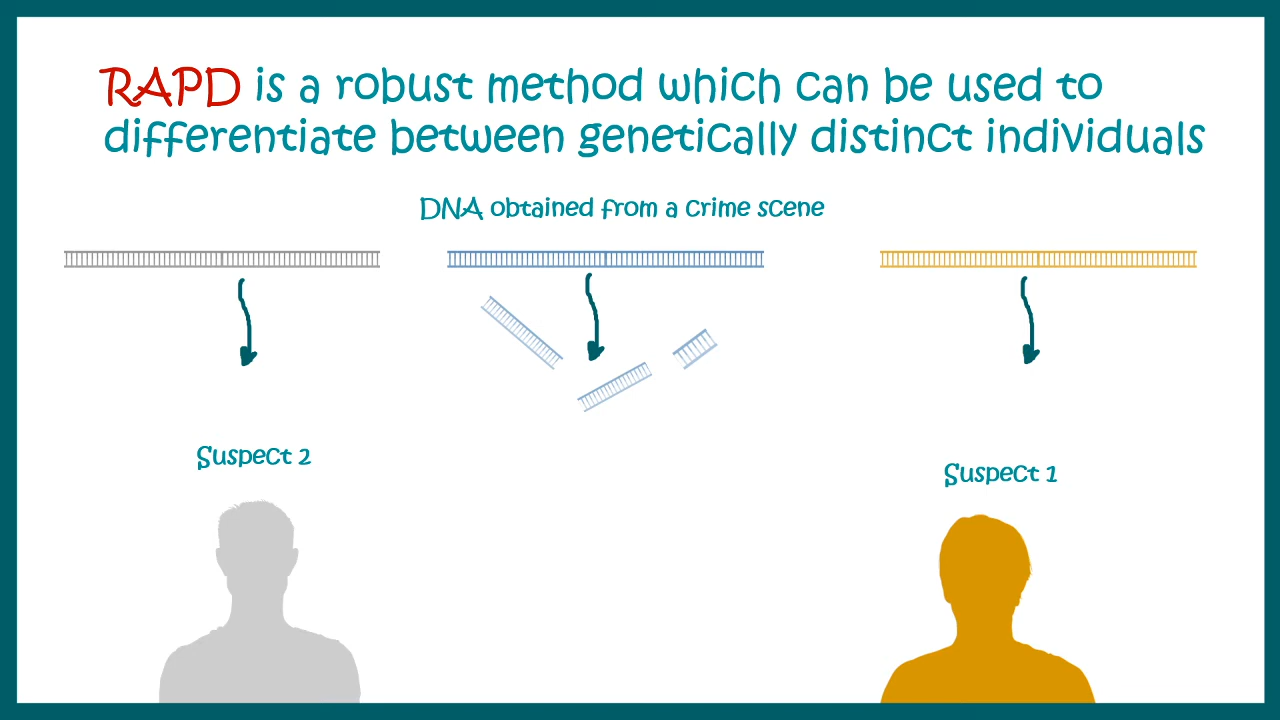 RAPD is a robust method which can be used to
differentiate between genetically distinct individuals
DNA obtained from a crime scene
Suspect 2
Suspect 1